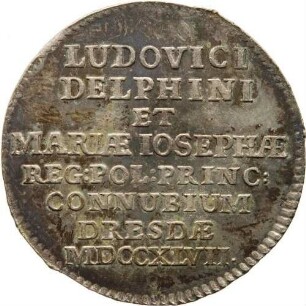 LUDOVICI
DELPHINI
ET
MARIÆ IOSEPHÆ
REG:POL:PRINC:
CONNUBIUM
DRESDÆ
MDCCXLVII.